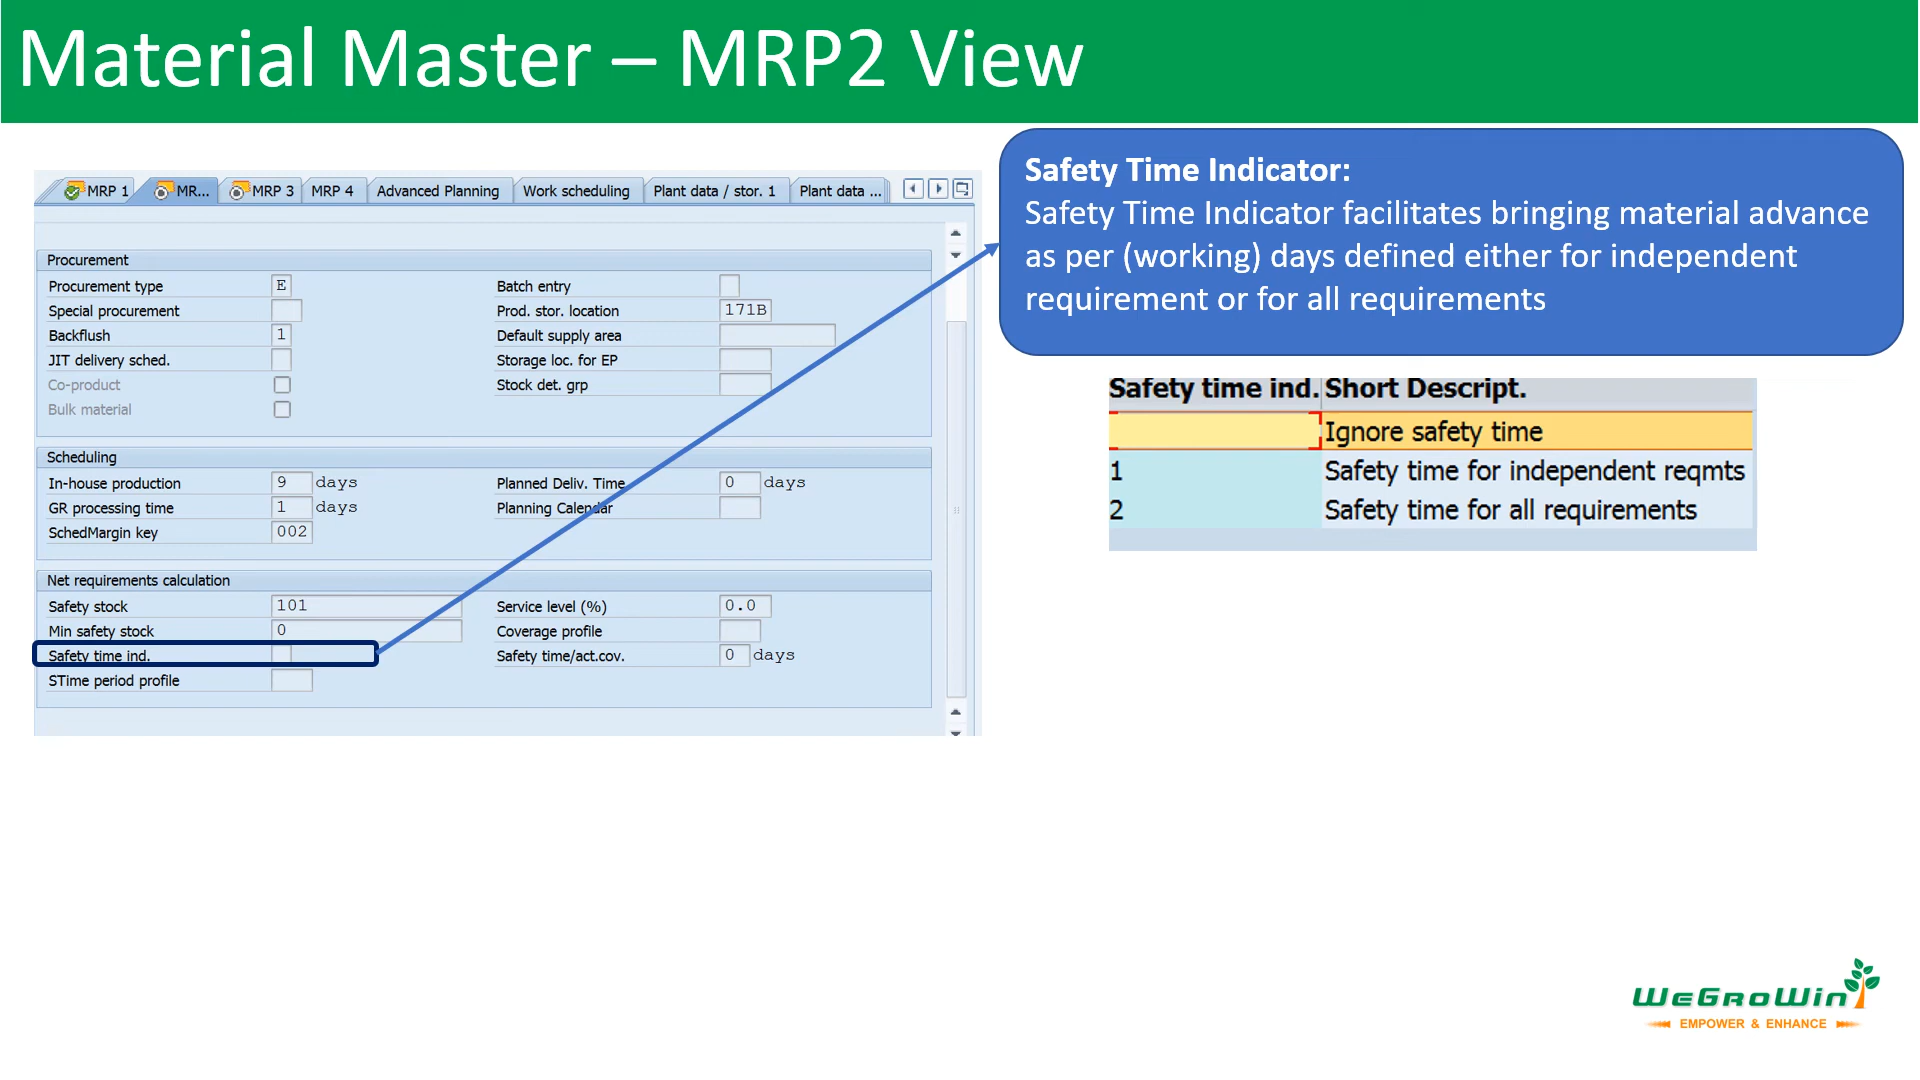 Material Master – MRP2 View
MRP 1 MR... MRP 3 MRP 4 Advanced Planning Work scheduling Plant data / stor. 1 Plant data ...
Procurement
Procurement type E Batch entry
Special procurement Prod. stor. location 171B
Backflush 1 Default supply area
JIT delivery sched. Storage loc. for EP
Co-product Stock det. grp
Bulk material
Scheduling
In-house production 9 days Planned Deliv. Time 0 days
GR processing time 1 days Planning Calendar
SchedMargin key 002
Net requirements calculation
Safety stock 101 Service level (%) 0.0
Min safety stock 0 Coverage profile
Safety time ind. Safety time/act.cov. 0 days
STime period profile
Safety Time Indicator:
Safety Time Indicator facilitates bringing material advance
as per (working) days defined either for independent
requirement or for all requirements
Safety time ind. Short Descript.
Ignore safety time
1 Safety time for independent reqmts
2 Safety time for all requirements
WeGroWin
EMPOWER & ENHANCE